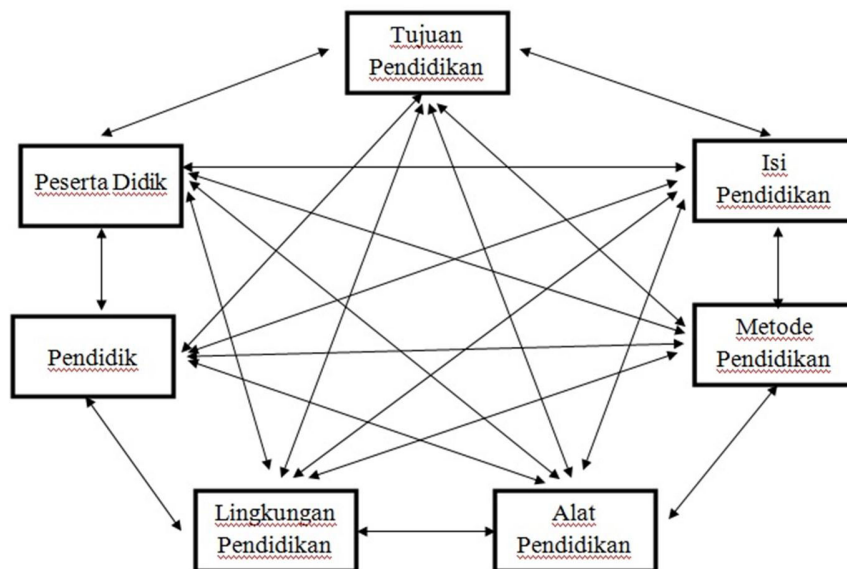 Tujuan
Pendidikan
Peserta Didik
Isi
Pendidikan
Pendidik
Metode
Pendidikan
Lingkungan
Pendidikan
Alat
Pendidikan